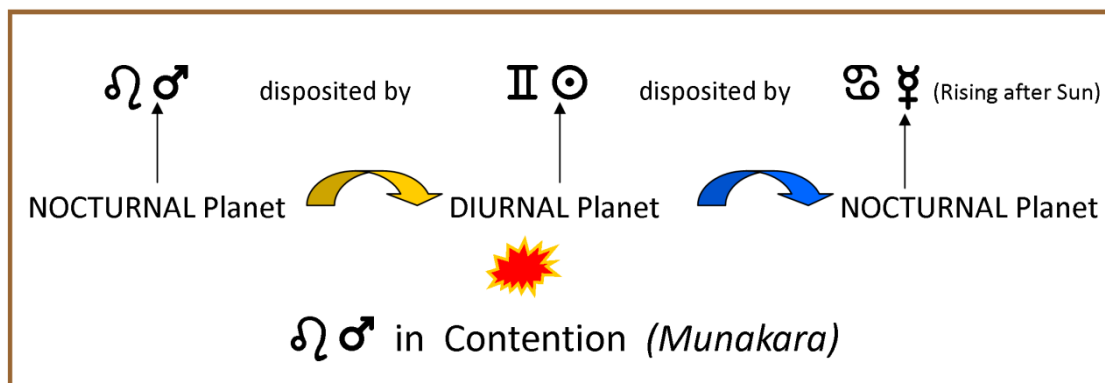 ♌ ♂ disposited by ♊ ☉ disposited by ♋ ☿ (Rising after Sun)
NOCTURNAL Planet DIURNAL Planet NOCTURNAL Planet
♌ ♂ in Contention (Munakara)